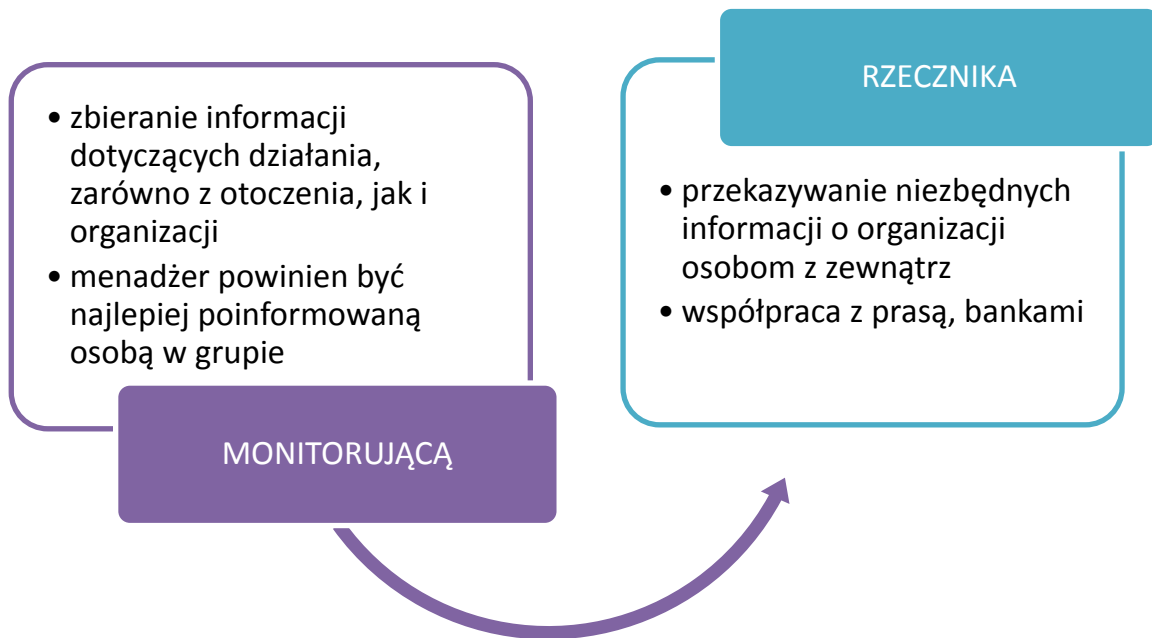 • zbieranie informacji
dotyczących działania,
zarówno z otoczenia, jak i
organizacji
• menadżer powinien być
najlepiej poinformowaną
osobą w grupie
MONITORUJĄCĄ
RZECZNIKA
• przekazywanie niezbędnych
informacji o organizacji
osobom z zewnątrz
• współpraca z prasą, bankami